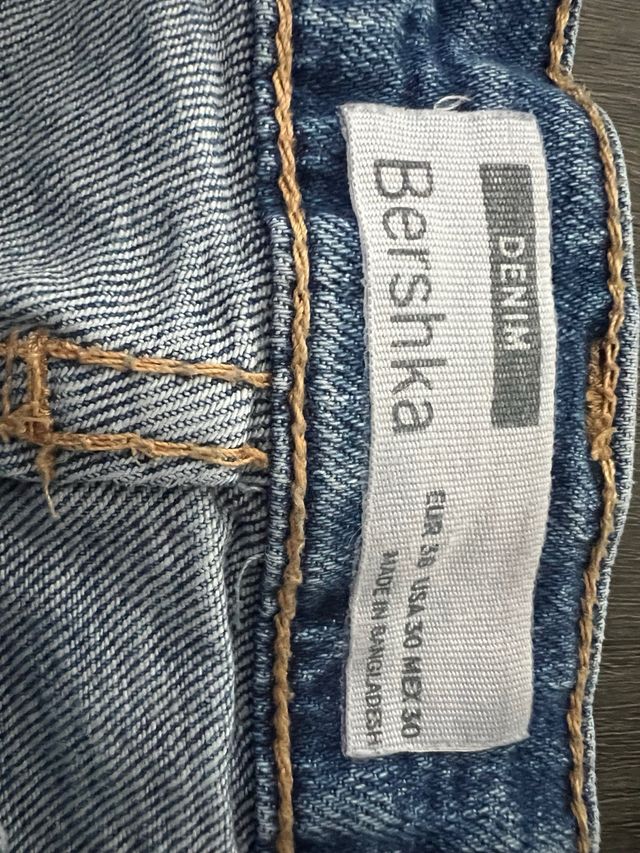 DENIM
Bershka
EUR 38 USA 30 MEX 30
MADE IN BANGLADESH